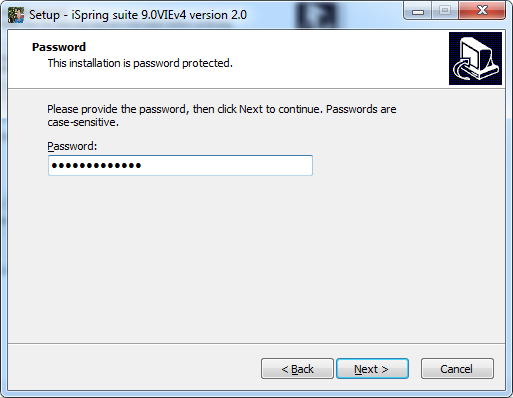 Setup - iSpring suite 9.0VIEv4 version 2.0
Password
This installation is password protected.
Please provide the password, then click Next to continue. Passwords are
case-sensitive.
Password:
•••••••••••••
< Back
Next >
Cancel